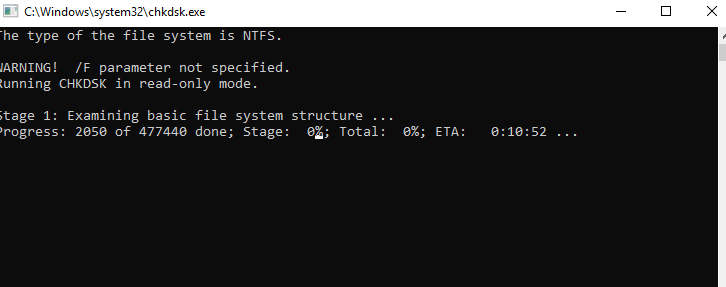 C:\Windows\system32\chkdsk.exe
The type of the file system is NTFS.
WARNING!  /F parameter not specified.
Running CHKDSK in read-only mode.
Stage 1: Examining basic file system structure ...
Progress: 2050 of 477440 done; Stage:  0%; Total:  0%; ETA:   0:10:52 ...